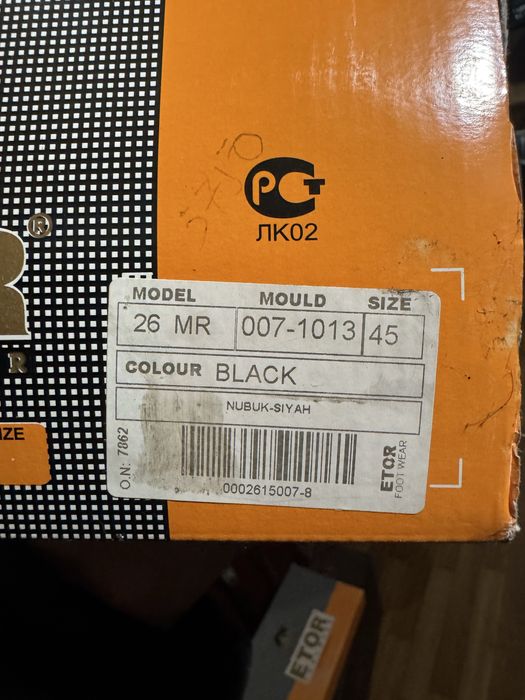 РСТ
ЛК02
R®
R
IZE
MODEL MOULD SIZE
26 MR 007-1013 45
COLOUR BLACK
NUBUK-SIYAH
O.N: 7862
0002615007-8
ETOR
FOOT WEAR
ETOR